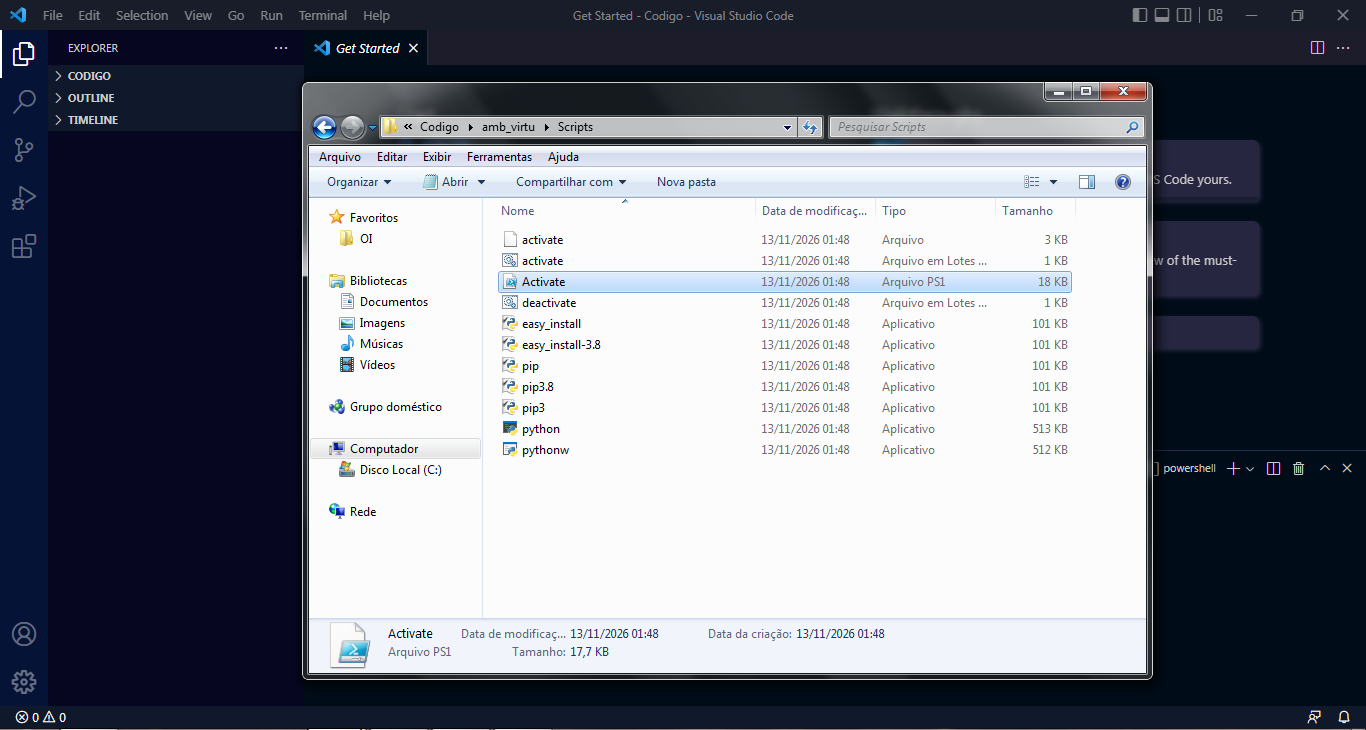 File Edit Selection View Go Run Terminal Help
Get Started - Codigo - Visual Studio Code
EXPLORER
Get Started
CODIGO
OUTLINE
TIMELINE
« Codigo amb_virtu Scripts
Pesquisar Scripts
Arquivo Editar Exibir Ferramentas Ajuda
Organizar Abrir Compartilhar com Nova pasta
Favoritos
OI
Bibliotecas
Documentos
Imagens
Músicas
Vídeos
Grupo doméstico
Computador
Disco Local (C:)
Rede
Nome Data de modificaç... Tipo Tamanho
activate 13/11/2026 01:48 Arquivo 3 KB
activate 13/11/2026 01:48 Arquivo em Lotes ... 1 KB
Activate 13/11/2026 01:48 Arquivo PS1 18 KB
deactivate 13/11/2026 01:48 Arquivo em Lotes ... 1 KB
easy_install 13/11/2026 01:48 Aplicativo 101 KB
easy_install-3.8 13/11/2026 01:48 Aplicativo 101 KB
pip 13/11/2026 01:48 Aplicativo 101 KB
pip3.8 13/11/2026 01:48 Aplicativo 101 KB
pip3 13/11/2026 01:48 Aplicativo 101 KB
python 13/11/2026 01:48 Aplicativo 513 KB
pythonw 13/11/2026 01:48 Aplicativo 512 KB
S Code yours.
w of the must-
powershell
Activate Data de modificaç... 13/11/2026 01:48 Data da criação: 13/11/2026 01:48
Arquivo PS1 Tamanho: 17,7 KB
0 0